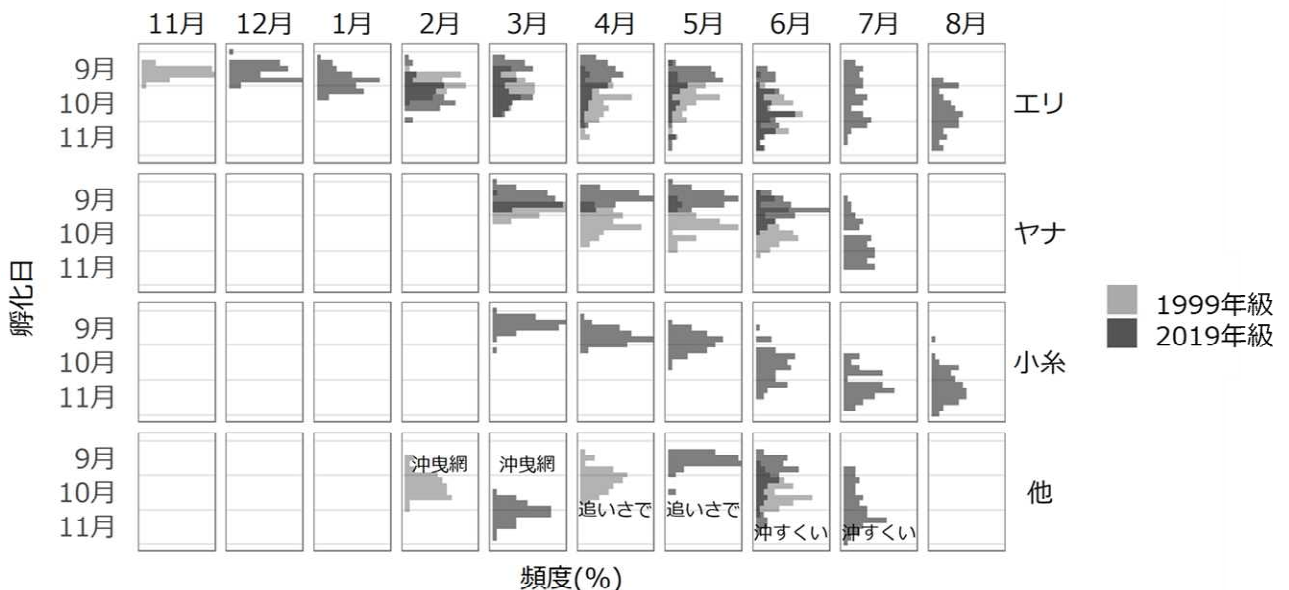 11月 12月 1月 2月 3月 4月 5月 6月 7月 8月
9月
10月
11月
エリ
9月
10月
11月
ヤナ
9月
10月
11月
小糸
9月
10月
11月
沖曳網
沖曳網
追いさで
追いさで
沖すくい
沖すくい
他
孵化日
頻度(%)
1999年級
2019年級